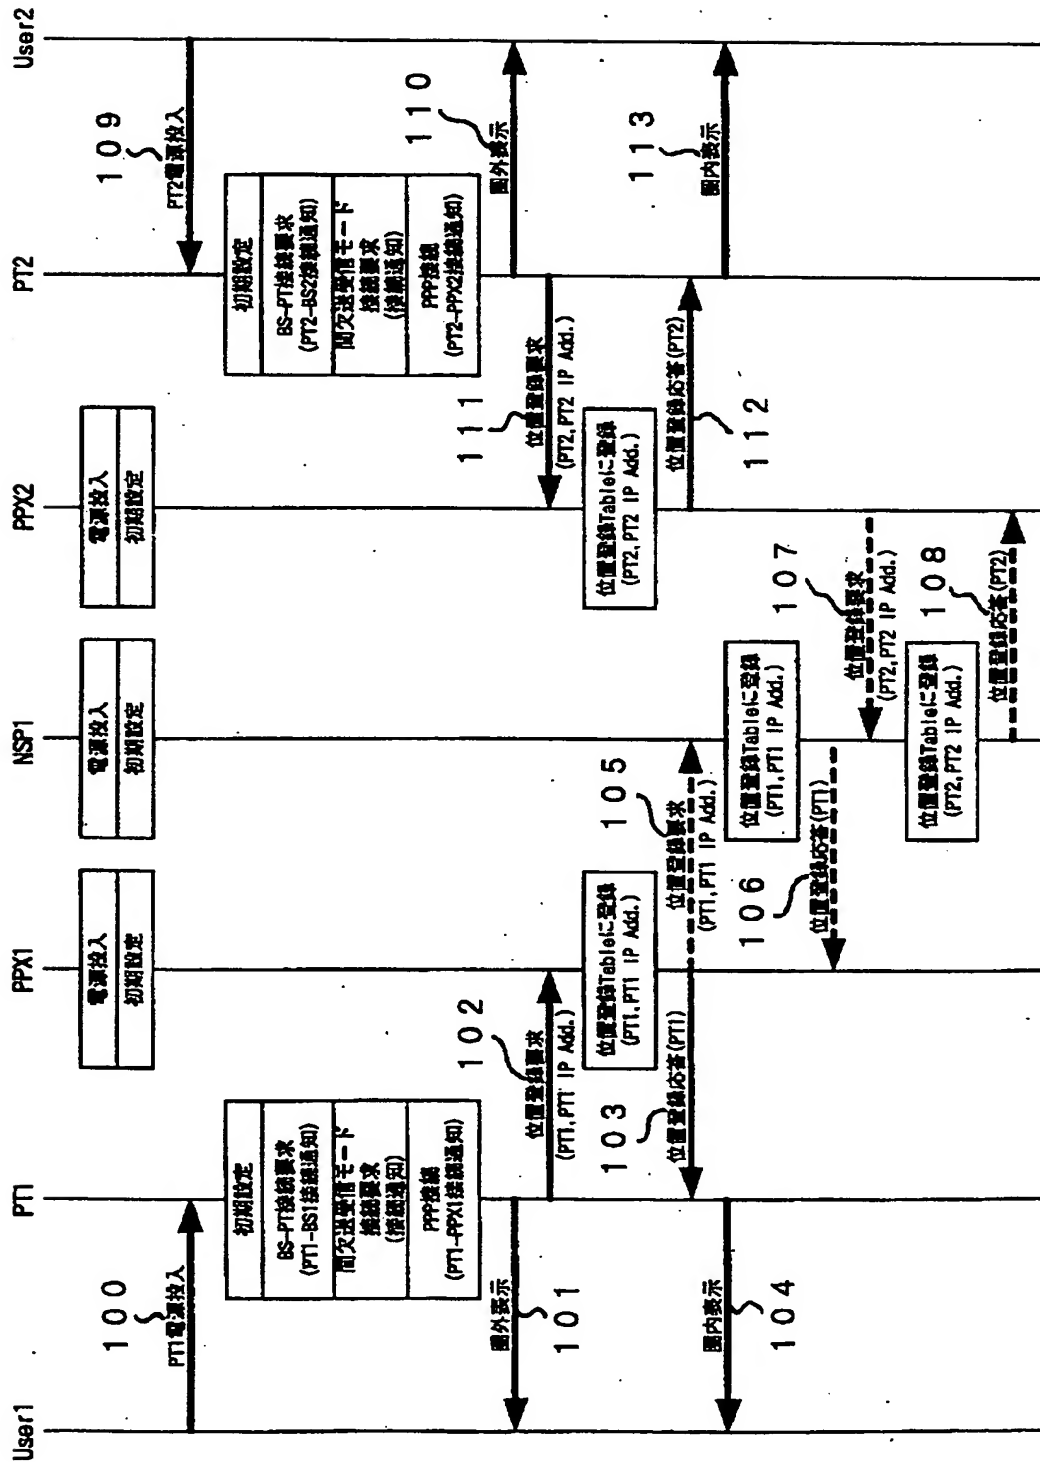 User1
PT1
PPX1
NSP1
PPX2
PT2
User2
電源投入
初期設定
電源投入
初期設定
電源投入
初期設定
100
PT1電源投入
109
PT2電源投入
初期設定
BS-PT接続要求
(PT1-BS1接続通知)
間欠送受信モード
接続要求
(接続通知)
PPP接続
(PT1-PPX1接続通知)
初期設定
BS-PT接続要求
(PT2-BS2接続通知)
間欠送受信モード
接続要求
(接続通知)
PPP接続
(PT2-PPX2接続通知)
圏外表示
101
110
圏外表示
102
位置登録要求
(PT1,PT1 IP Add.)
111
位置登録要求
(PT2,PT2 IP Add.)
位置登録Tableに登録
(PT1,PT1 IP Add.)
位置登録Tableに登録
(PT2,PT2 IP Add.)
103
位置登録応答(PT1)
105
位置登録要求
(PT1,PT1 IP Add.)
位置登録応答(PT2)
112
圏内表示
104
113
圏内表示
位置登録Tableに登録
(PT1,PT1 IP Add.)
106
位置登録応答(PT1)
107
位置登録要求
(PT2,PT2 IP Add.)
位置登録Tableに登録
(PT2,PT2 IP Add.)
108
位置登録応答(PT2)